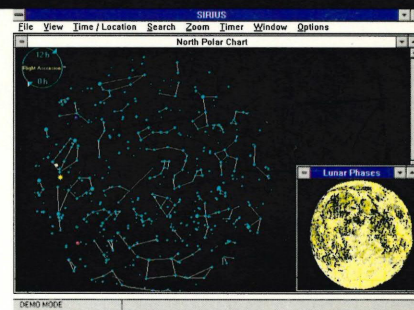 SIRIUS
File View Time / Location Search Zoom Timer Window Options
North Polar Chart
12 h
Right Ascension
0 h
Lunar Phases
DEMO MODE